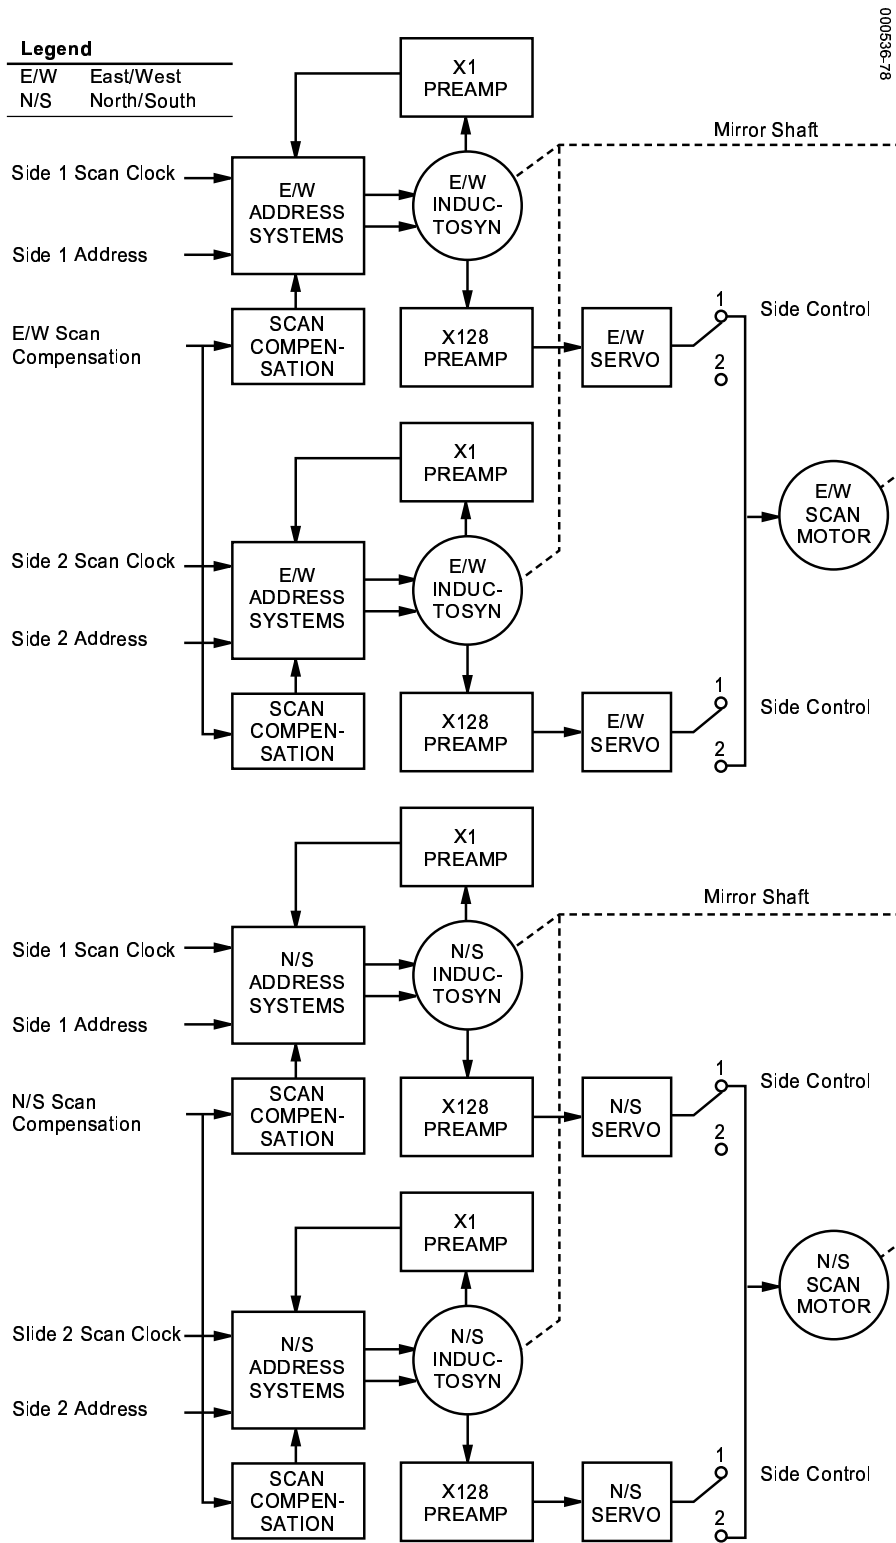 000536-78
Legend
E/W East/West
N/S North/South
X1
PREAMP
Mirror Shaft
Side 1 Scan Clock
E/W
ADDRESS
SYSTEMS
E/W
INDUC-
TOSYN
Side 1 Address
E/W Scan
Compensation
SCAN
COMPEN-
SATION
X128
PREAMP
E/W
SERVO
1
2
Side Control
X1
PREAMP
E/W
SCAN
MOTOR
Side 2 Scan Clock
E/W
ADDRESS
SYSTEMS
E/W
INDUC-
TOSYN
Side 2 Address
SCAN
COMPEN-
SATION
X128
PREAMP
E/W
SERVO
1
2
Side Control
X1
PREAMP
Mirror Shaft
Side 1 Scan Clock
N/S
ADDRESS
SYSTEMS
N/S
INDUC-
TOSYN
Side 1 Address
N/S Scan
Compensation
SCAN
COMPEN-
SATION
X128
PREAMP
N/S
SERVO
1
2
Side Control
X1
PREAMP
N/S
SCAN
MOTOR
Slide 2 Scan Clock
N/S
ADDRESS
SYSTEMS
N/S
INDUC-
TOSYN
Side 2 Address
SCAN
COMPEN-
SATION
X128
PREAMP
N/S
SERVO
1
2
Side Control